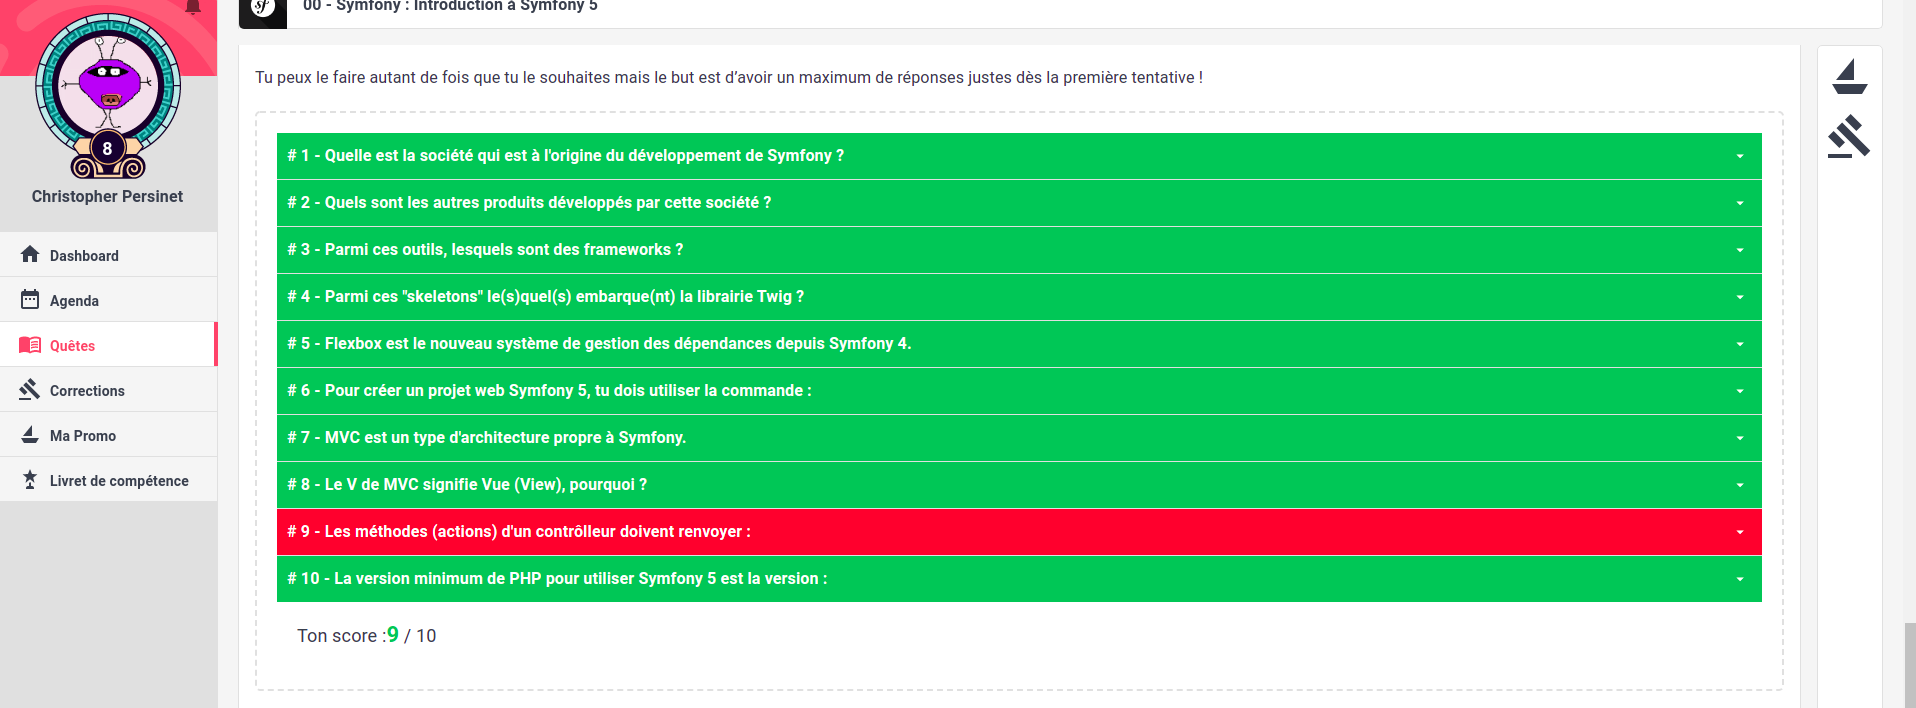 00 - Symfony : Introduction à Symfony 5
Tu peux le faire autant de fois que tu le souhaites mais le but est d’avoir un maximum de réponses justes dès la première tentative !
8
Christopher Persinet
Dashboard
Agenda
Quêtes
Corrections
Ma Promo
Livret de compétence
# 1 - Quelle est la société qui est à l'origine du développement de Symfony ?
# 2 - Quels sont les autres produits développés par cette société ?
# 3 - Parmi ces outils, lesquels sont des frameworks ?
# 4 - Parmi ces "skeletons" le(s)quel(s) embarque(nt) la librairie Twig ?
# 5 - Flexbox est le nouveau système de gestion des dépendances depuis Symfony 4.
# 6 - Pour créer un projet web Symfony 5, tu dois utiliser la commande :
# 7 - MVC est un type d'architecture propre à Symfony.
# 8 - Le V de MVC signifie Vue (View), pourquoi ?
# 9 - Les méthodes (actions) d'un contrôlleur doivent renvoyer :
# 10 - La version minimum de PHP pour utiliser Symfony 5 est la version :
Ton score :9 / 10